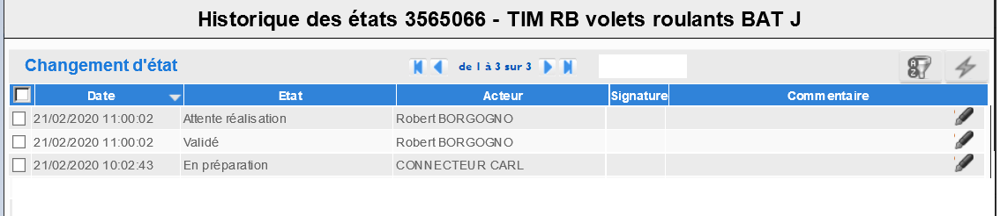 Historique des états 3565066 - TIM RB volets roulants BAT J
Changement d'état de 1 à 3 sur 3
Date Etat Acteur Signature Commentaire
21/02/2020 11:00:02 Attente réalisation Robert BORGOGNO
21/02/2020 11:00:02 Validé Robert BORGOGNO
21/02/2020 10:02:43 En préparation CONNECTEUR CARL